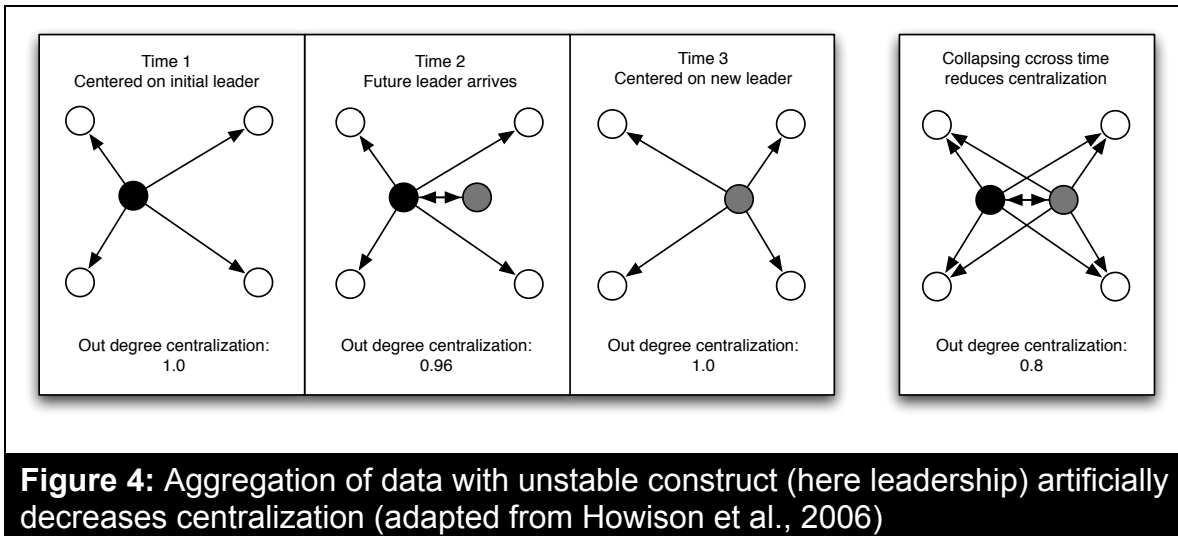 Time 1
Centered on initial leader
Time 2
Future leader arrives
Time 3
Centered on new leader
Collapsing ccross time
reduces centralization
Out degree centralization:
1.0
Out degree centralization:
0.96
Out degree centralization:
1.0
Out degree centralization:
0.8
Figure 4: Aggregation of data with unstable construct (here leadership) artificially
decreases centralization (adapted from Howison et al., 2006)